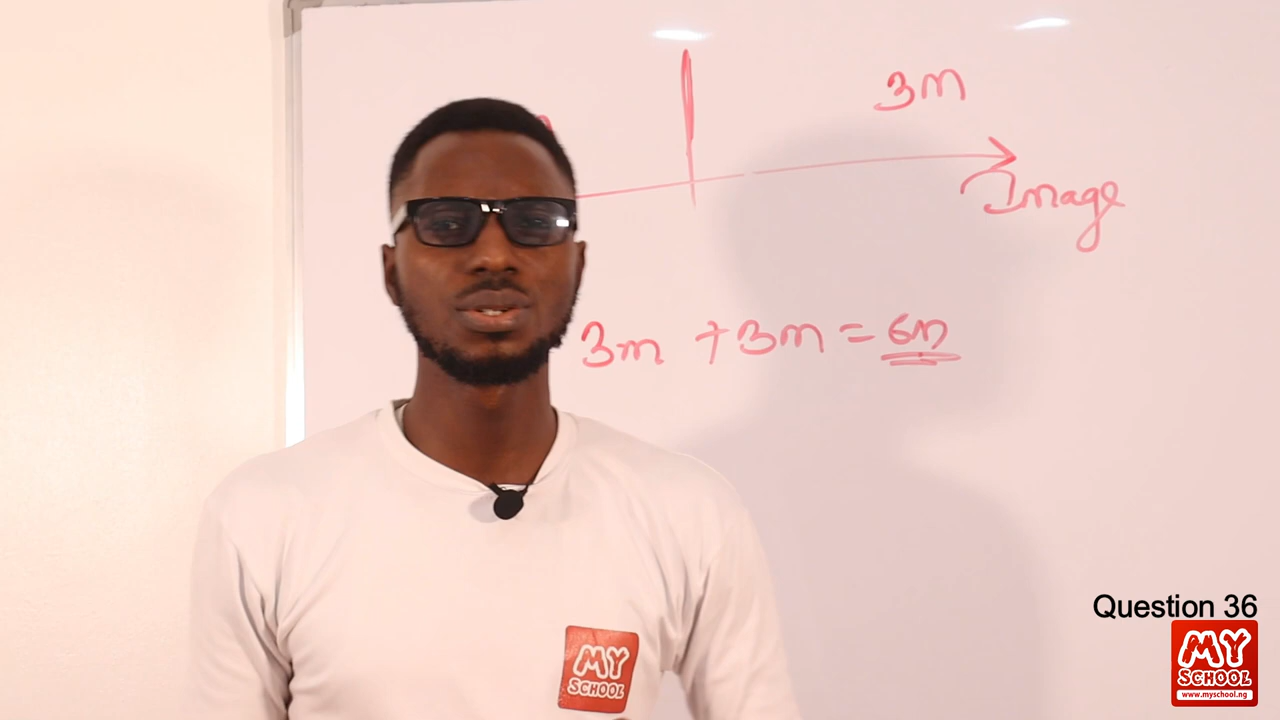 3m
Image
3m + 3m = 6m
MY
SCHOOL
Question 36
MY
SCHOOL
www.myschool.ng